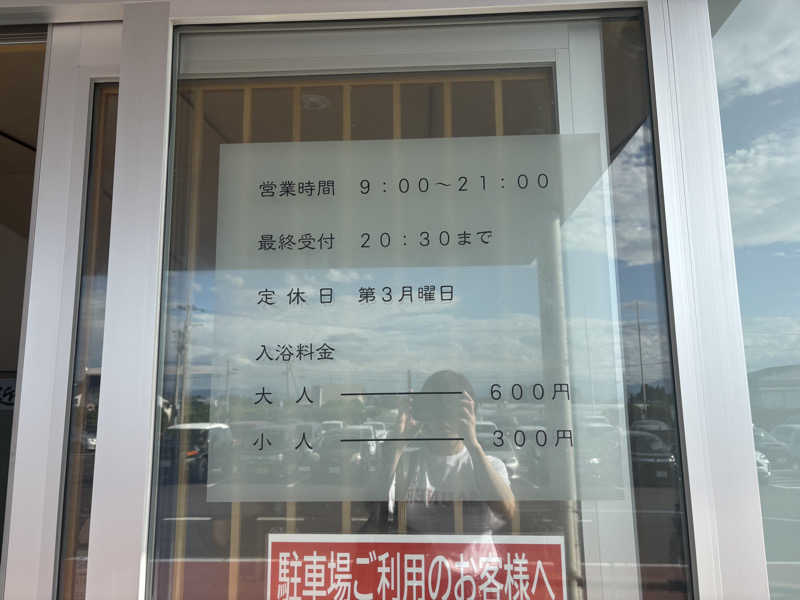 営業時間 9:00~21:00
最終受付 20:30まで
定休日 第3月曜日
入浴料金
大人 ――― 600円
小人 ――― 300円
駐車場ご利用のお客様へ